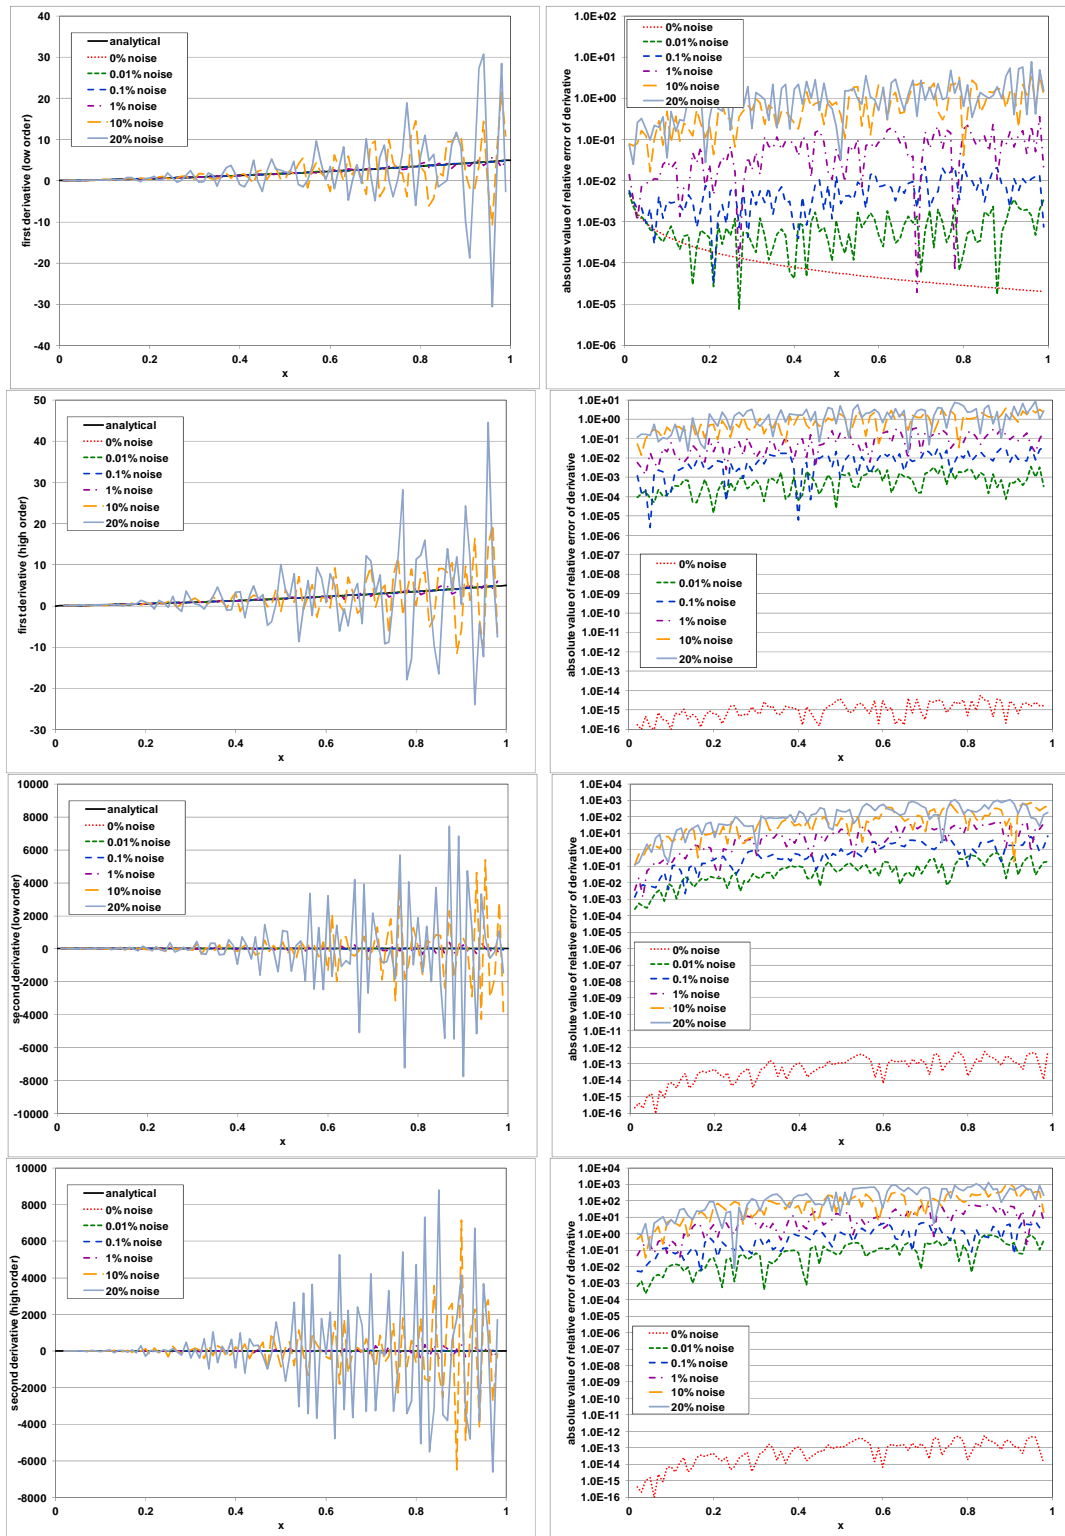 first derivative (low order)
40
30
20
10
0
-10
-20
-30
-40
analytical
0% noise
0.01% noise
0.1% noise
1% noise
10% noise
20% noise
0 0.2 0.4 0.6 0.8 1
x
absolute value of relative error of derivative
1.0E+02
1.0E+01
1.0E+00
1.0E-01
1.0E-02
1.0E-03
1.0E-04
1.0E-05
1.0E-06
0% noise
0.01% noise
0.1% noise
1% noise
10% noise
20% noise
0 0.2 0.4 0.6 0.8 1
x
first derivative (high order)
50
40
30
20
10
0
-10
-20
-30
analytical
0% noise
0.01% noise
0.1% noise
1% noise
10% noise
20% noise
0 0.2 0.4 0.6 0.8 1
x
absolute value of relative error of derivative
1.0E+01
1.0E+00
1.0E-01
1.0E-02
1.0E-03
1.0E-04
1.0E-05
1.0E-06
1.0E-07
1.0E-08
1.0E-09
1.0E-10
1.0E-11
1.0E-12
1.0E-13
1.0E-14
1.0E-15
1.0E-16
0% noise
0.01% noise
0.1% noise
1% noise
10% noise
20% noise
0 0.2 0.4 0.6 0.8 1
x
second derivative (low order)
10000
8000
6000
4000
2000
0
-2000
-4000
-6000
-8000
-10000
analytical
0% noise
0.01% noise
0.1% noise
1% noise
10% noise
20% noise
0 0.2 0.4 0.6 0.8 1
x
absolute value of relative error of derivative
1.0E+04
1.0E+03
1.0E+02
1.0E+01
1.0E+00
1.0E-01
1.0E-02
1.0E-03
1.0E-04
1.0E-05
1.0E-06
1.0E-07
1.0E-08
1.0E-09
1.0E-10
1.0E-11
1.0E-12
1.0E-13
1.0E-14
1.0E-15
1.0E-16
0% noise
0.01% noise
0.1% noise
1% noise
10% noise
20% noise
0 0.2 0.4 0.6 0.8 1
x
second derivative (high order)
10000
8000
6000
4000
2000
0
-2000
-4000
-6000
-8000
analytical
0% noise
0.01% noise
0.1% noise
1% noise
10% noise
20% noise
0 0.2 0.4 0.6 0.8 1
x
absolute value of relative error of derivative
1.0E+04
1.0E+03
1.0E+02
1.0E+01
1.0E+00
1.0E-01
1.0E-02
1.0E-03
1.0E-04
1.0E-05
1.0E-06
1.0E-07
1.0E-08
1.0E-09
1.0E-10
1.0E-11
1.0E-12
1.0E-13
1.0E-14
1.0E-15
1.0E-16
0% noise
0.01% noise
0.1% noise
1% noise
10% noise
20% noise
0 0.2 0.4 0.6 0.8 1
x